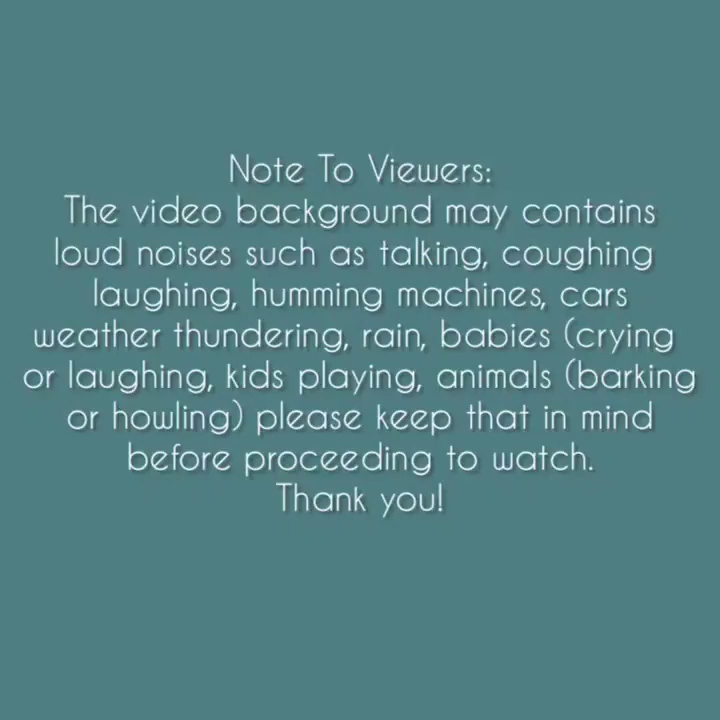 Note To Viewers:
The video background may contains
loud noises such as talking, coughing
laughing, humming machines, cars
weather thundering, rain, babies (crying
or laughing, kids playing, animals (barking
or howling) please keep that in mind
before proceeding to watch.
Thank you!